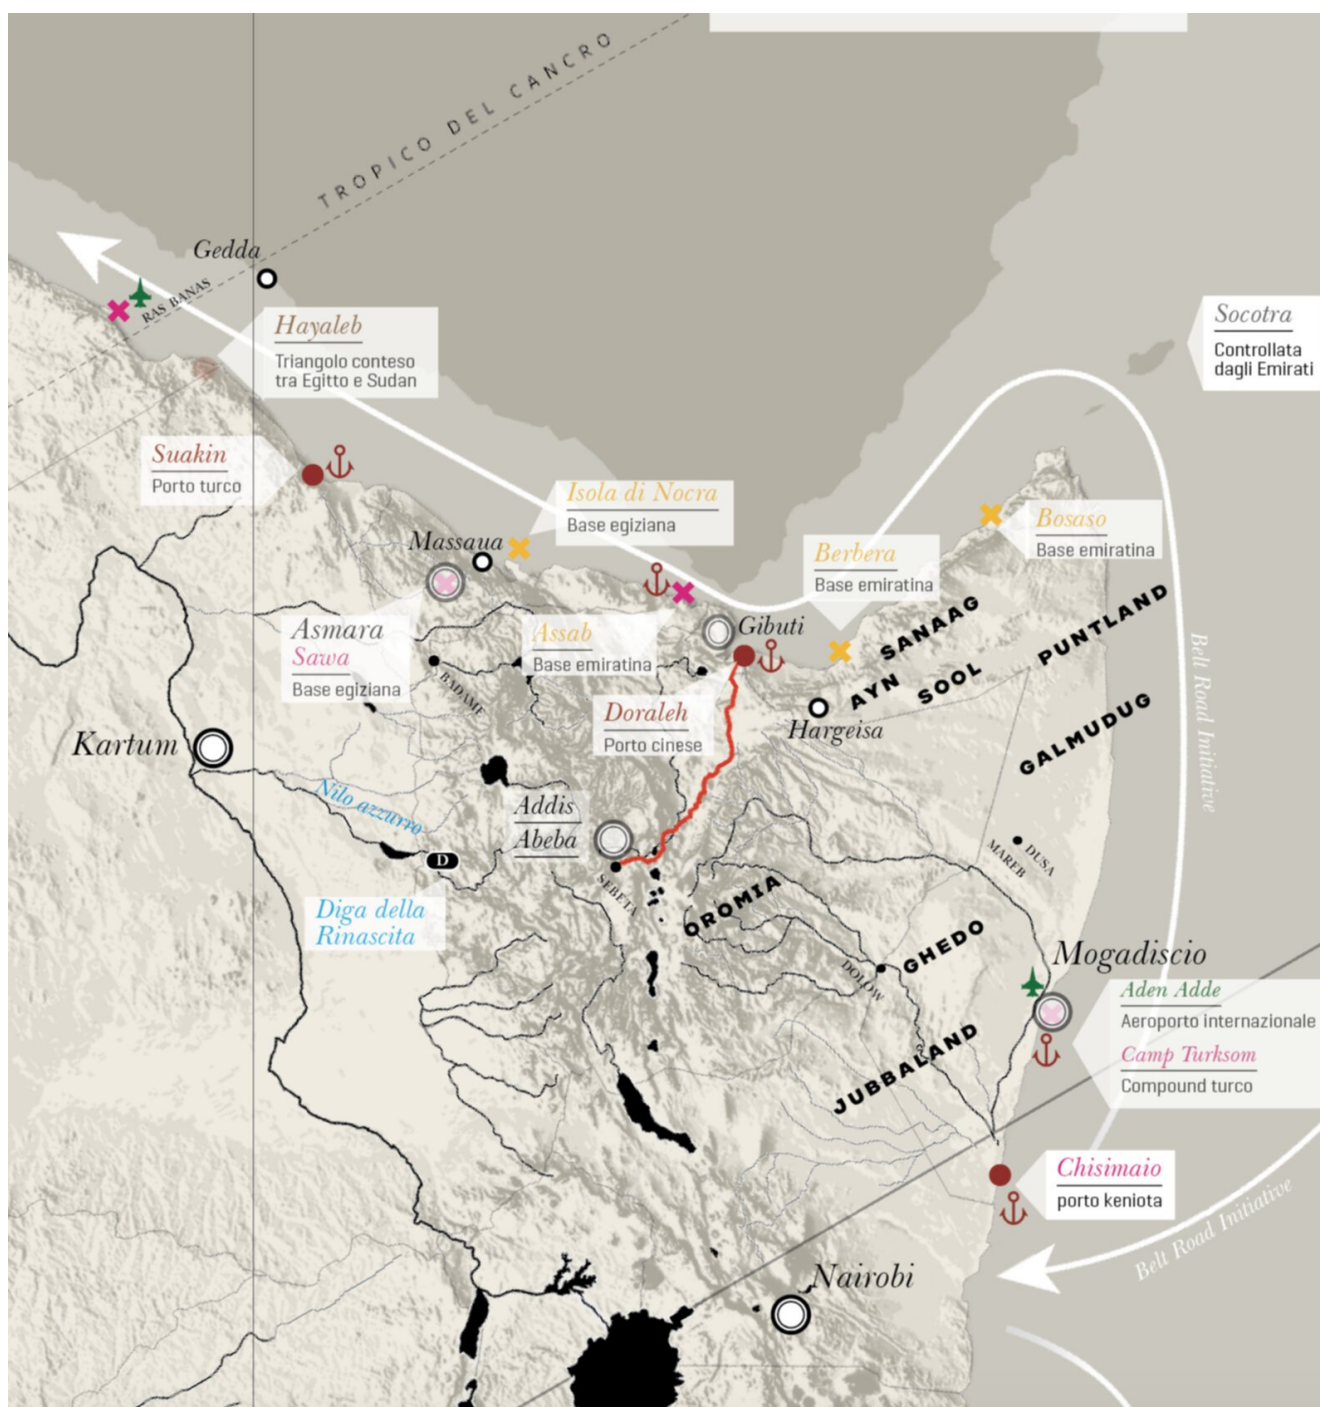 TROPICO DEL CANCRO
Gedda
RAS BANAS
Hayaleb
Triangolo conteso
tra Egitto e Sudan
Socotra
Controllata
dagli Emirati
Suakin
Porto turco
Isola di Nocra
Base egiziana
Massaua
Bosaso
Base emiratina
Berbera
Base emiratina
Asmara
Sawa
Base egiziana
Assab
Base emiratina
Gibuti
BADAME
Doraleh
Porto cinese
SANAAG
AYN
SOOL
PUNTLAND
GALMUDUG
Hargeisa
Belt Road Initiative
Kartum
Nilo azzurro
Addis
Abeba
D
SEBETA
Diga della
Rinascita
OROMIA
DUSA
MAREB
GHEDO
DOLOW
JUBBALAND
Mogadiscio
Aden Adde
Aeroporto internazionale
Camp Turksom
Compound turco
Chisimaio
porto keniota
Belt Road Initiative
Nairobi